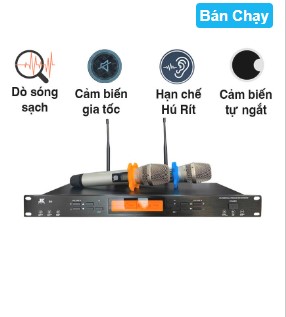 Bán Chạy
Dò sóng sạch
Cảm biến gia tốc
Hạn chế Hú Rít
Cảm biến tự ngắt